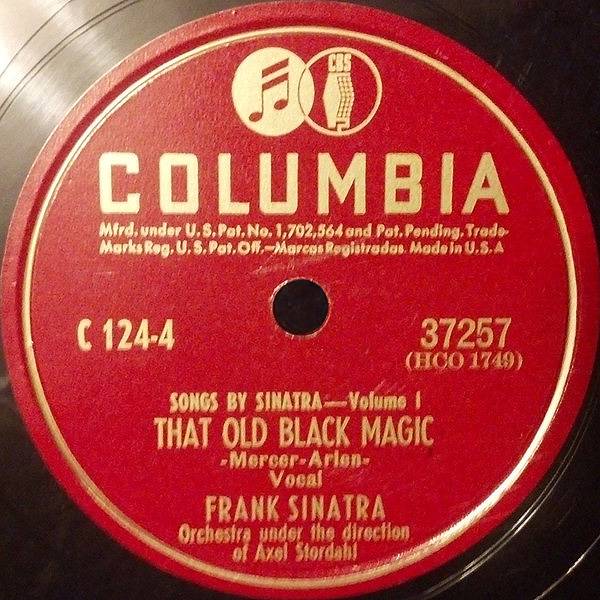 CBS
COLUMBIA
Mfrd. under U.S. Pat. No. 1,702,564 and Pat. Pending. Trade-
Marks Reg. U.S. Pat. Off.—Marcas Registradas. Made in U.S.A
C 124-4
37257
(HCO 1749)
SONGS BY SINATRA—Volume I
THAT OLD BLACK MAGIC
-Mercer-Arlen-
Vocal
FRANK SINATRA
Orchestra under the direction
of Axel Stordahl